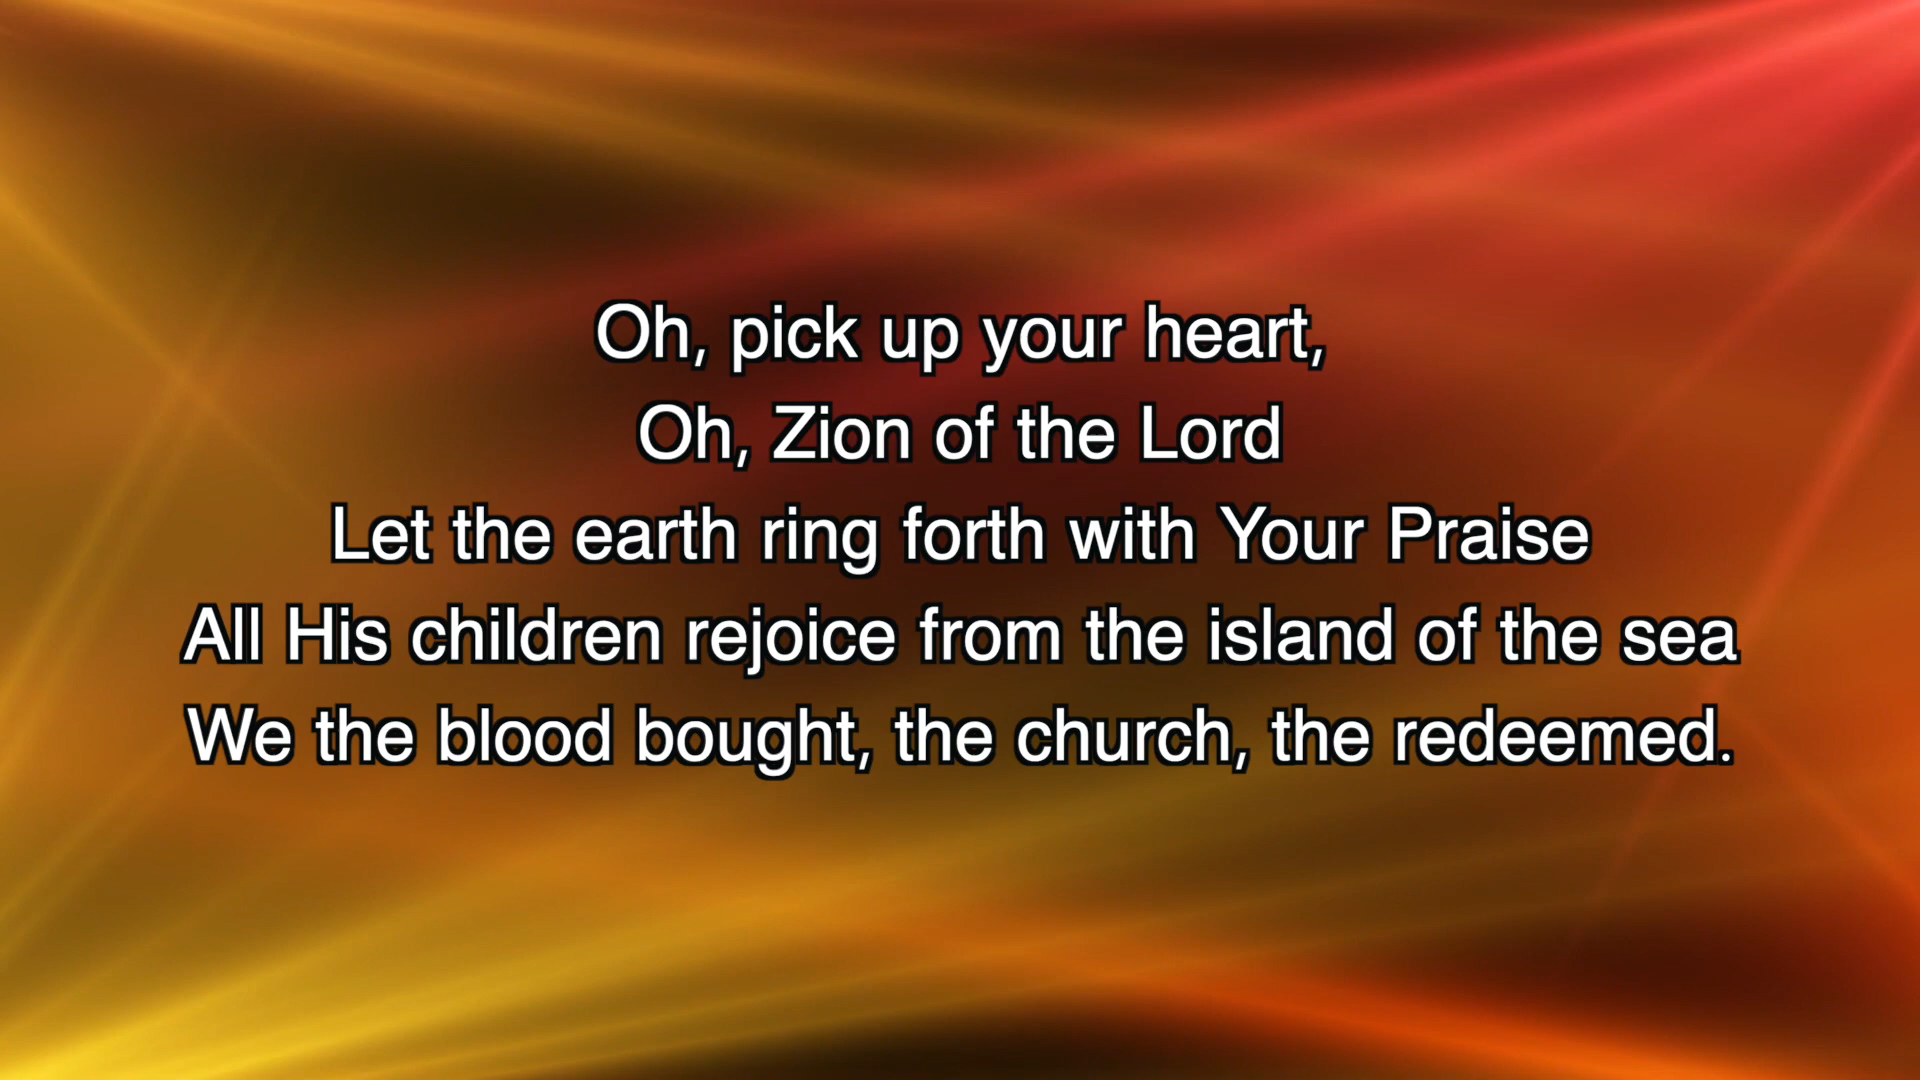 Oh, pick up your heart,
Oh, Zion of the Lord
Let the earth ring forth with Your Praise
All His children rejoice from the island of the sea
We the blood bought, the church, the redeemed.